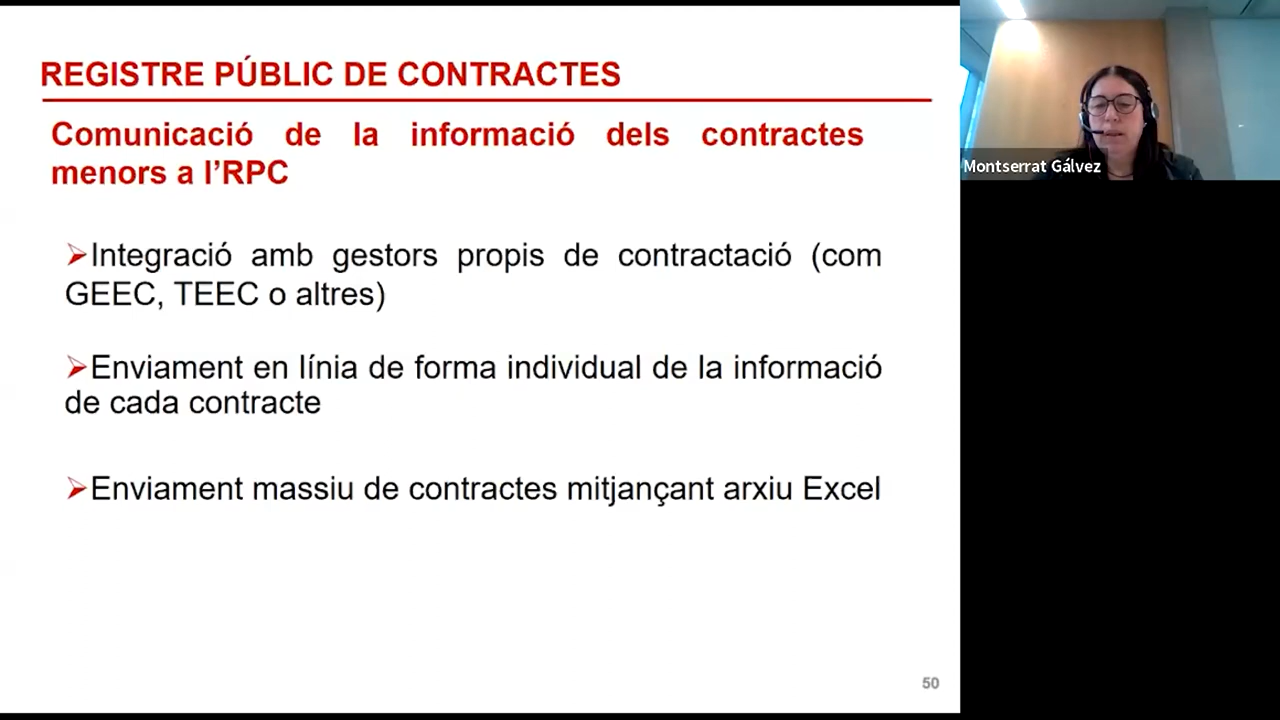 REGISTRE PÚBLIC DE CONTRACTES
Comunicació de la informació dels contractes
menors a l’RPC
➢Integració amb gestors propis de contractació (com
GEEC, TEEC o altres)
➢Enviament en línia de forma individual de la informació
de cada contracte
➢Enviament massiu de contractes mitjançant arxiu Excel
50
Montserrat Gálvez